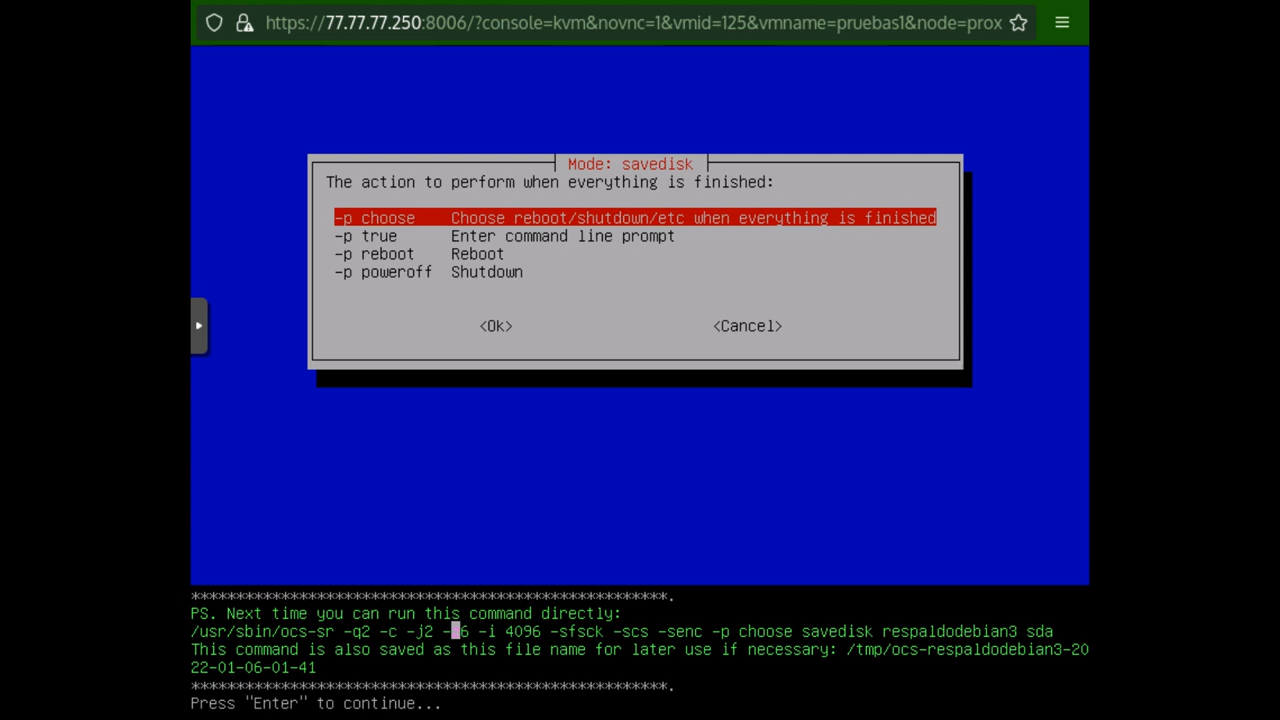 https://77.77.77.250:8006/?console=kvm&novnc=1&vmid=125&vmname=pruebas1&node=prox
Mode: savedisk
The action to perform when everything is finished:
-p choose Choose reboot/shutdown/etc when everything is finished
-p true Enter command line prompt
-p reboot Reboot
-p poweroff Shutdown
<Ok> <Cancel>
*****************************************************.
PS. Next time you can run this command directly:
/usr/sbin/ocs-sr -q2 -c -j2 -i 4096 -sfsck -scs -senc -p choose savedisk respaldodebian3 sda
This command is also saved as this file name for later use if necessary: /tmp/ocs-respaldodebian3-20
22-01-06-01-41
*****************************************************.
Press "Enter" to continue...